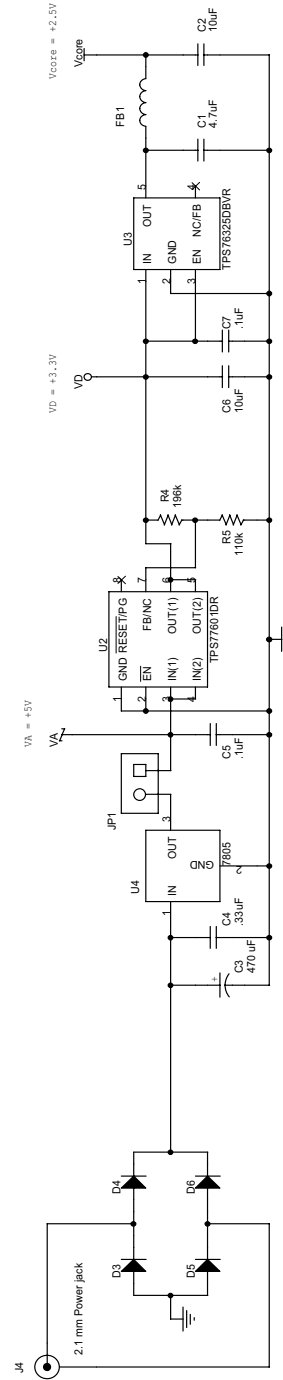 J4
2.1 mm Power jack
D3
D4
D5
D6
C3
470 uF
+
C4
.33uF
U4
IN
OUT
GND
7805
1
3
2
JP1
VA = +5V
VA
C5
.1uF
U2
GND
EN
IN(1)
IN(2)
RESET/PG
FB/NC
OUT(1)
OUT(2)
TPS77601DR
1
2
3
4
8
7
6
5
R4
196k
R5
110k
VD = +3.3V
VD
C6
10uF
C7
.1uF
U3
IN
GND
EN
OUT
NC/FB
TPS76325DBVR
1
2
3
5
4
FB1
C1
4.7uF
C2
10uF
Vcore
Vcore = +2.5V